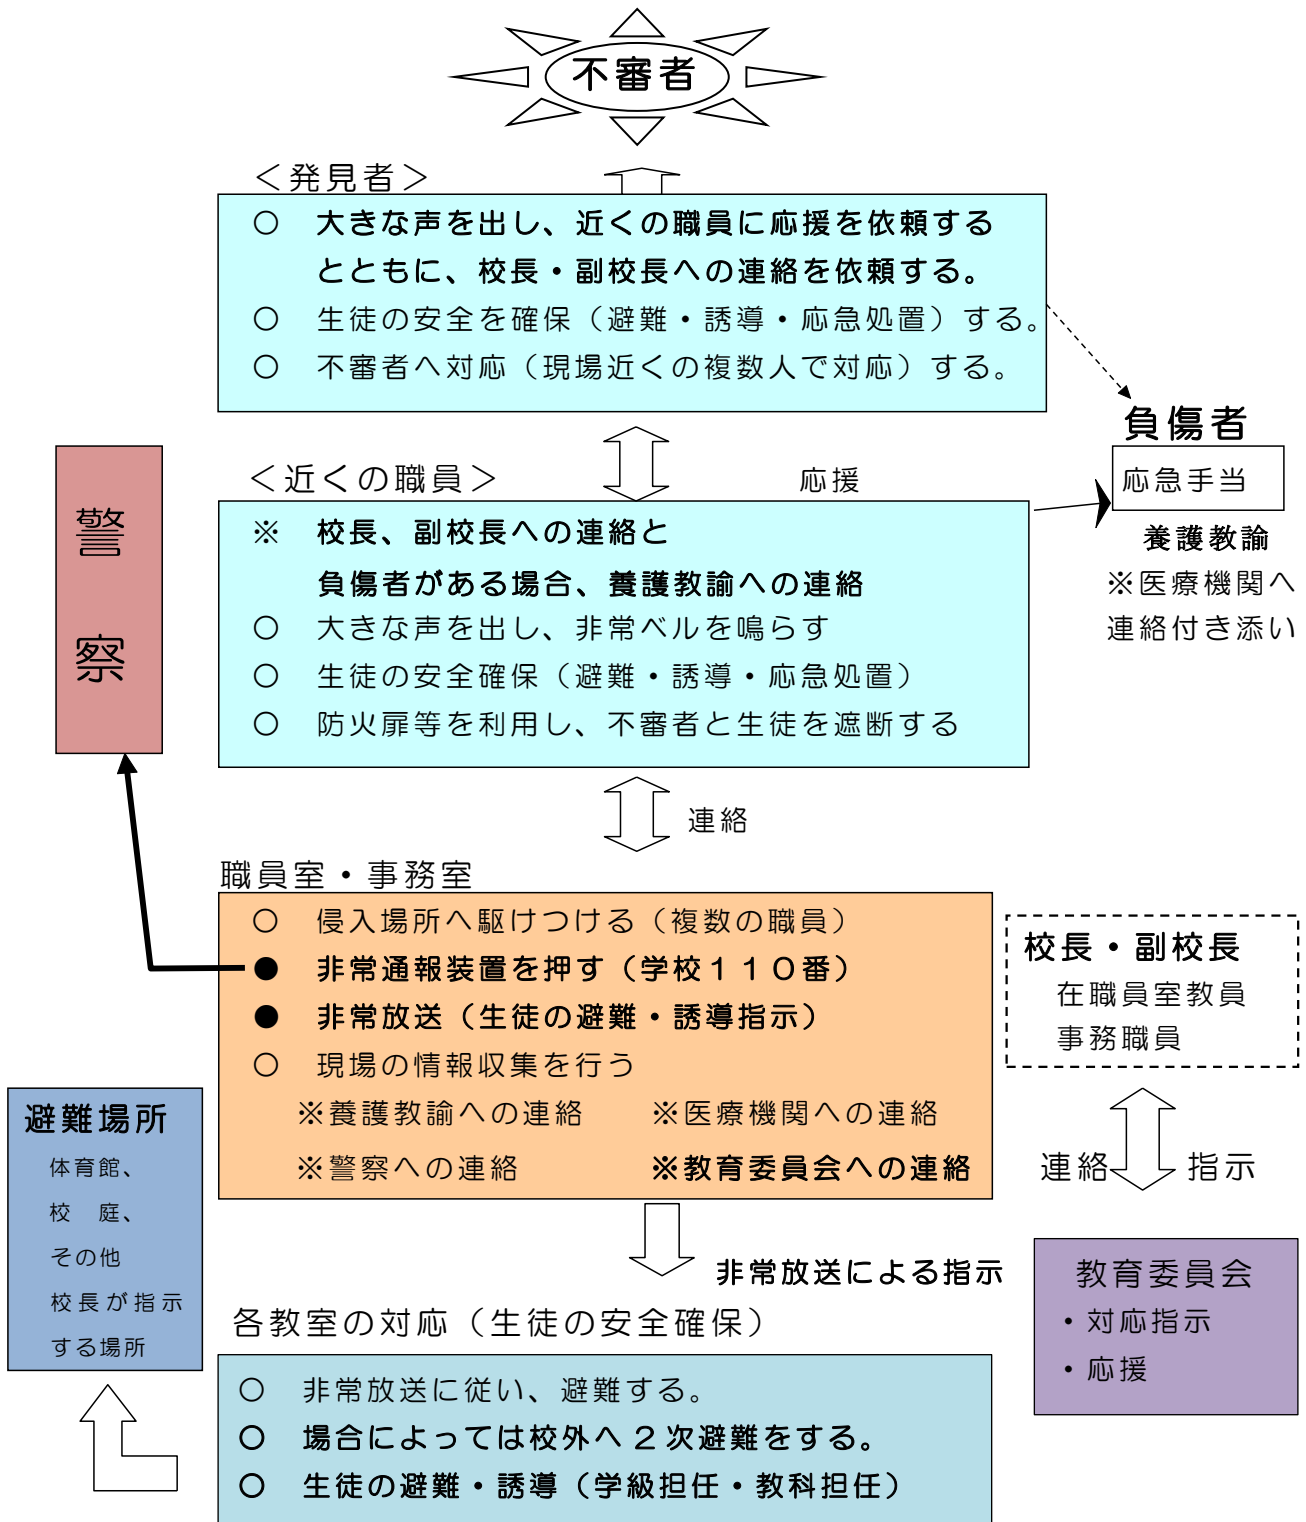 不審者
＜発見者＞
○　大きな声を出し、近くの職員に応援を依頼する
とともに、校長・副校長への連絡を依頼する。
○　生徒の安全を確保（避難・誘導・応急処置）する。
○　不審者へ対応（現場近くの複数人で対応）する。
負傷者
応急手当
養護教諭
※医療機関へ
連絡付き添い
警
察
＜近くの職員＞
応援
※　校長、副校長への連絡と
負傷者がある場合、養護教諭への連絡
○　大きな声を出し、非常ベルを鳴らす
○　生徒の安全確保（避難・誘導・応急処置）
○　防火扉等を利用し、不審者と生徒を遮断する
連絡
職員室・事務室
○　侵入場所へ駆けつける（複数の職員）
●　非常通報装置を押す（学校１１０番）
●　非常放送（生徒の避難・誘導指示）
○　現場の情報収集を行う
※養護教諭への連絡　　※医療機関への連絡
※警察への連絡　　※教育委員会への連絡
校長・副校長
在職員室教員
事務職員
連絡　指示
教育委員会
・対応指示
・応援
避難場所
体育館、
校　庭、
その他
校長が指示
する場所
非常放送による指示
各教室の対応（生徒の安全確保）
○　非常放送に従い、避難する。
○　場合によっては校外へ２次避難をする。
○　生徒の避難・誘導（学級担任・教科担任）